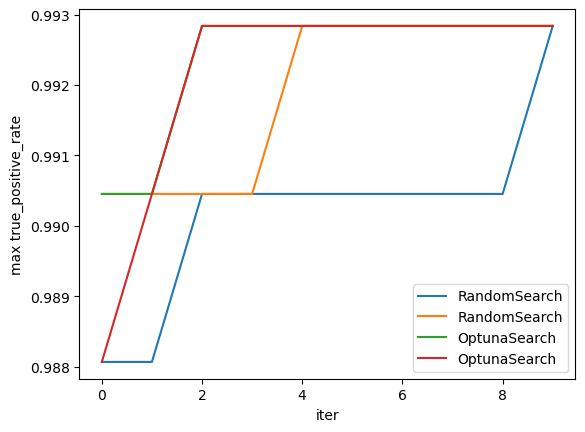 0.993
0.992
0.991
0.990
0.989
0.988
max true_positive_rate
0 2 4 6 8
iter
RandomSearch
RandomSearch
OptunaSearch
OptunaSearch